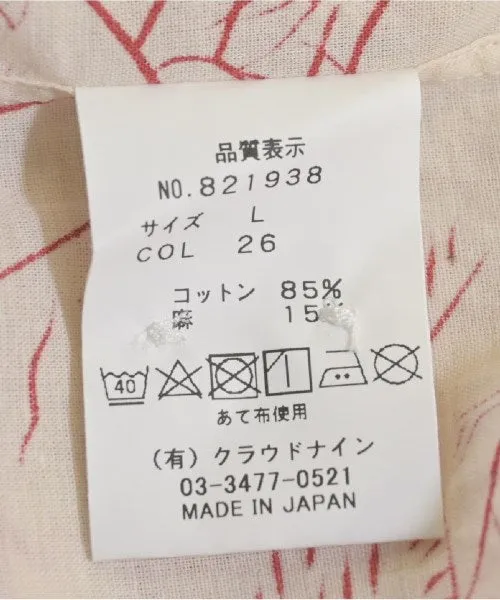 品質表示
NO.821938
サイズ L
COL 26
コットン 85%
15
40
あて布使用
(有)クラウドナイン
03-3477-0521
MADE IN JAPAN